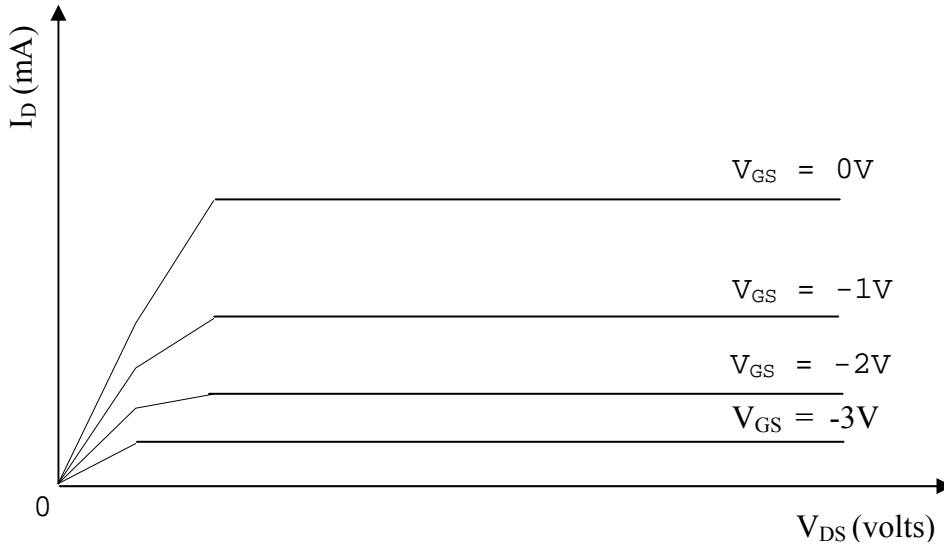 I_D (mA)
V_GS = 0V
V_GS = -1V
V_GS = -2V
V_GS = -3V
0
V_DS (volts)